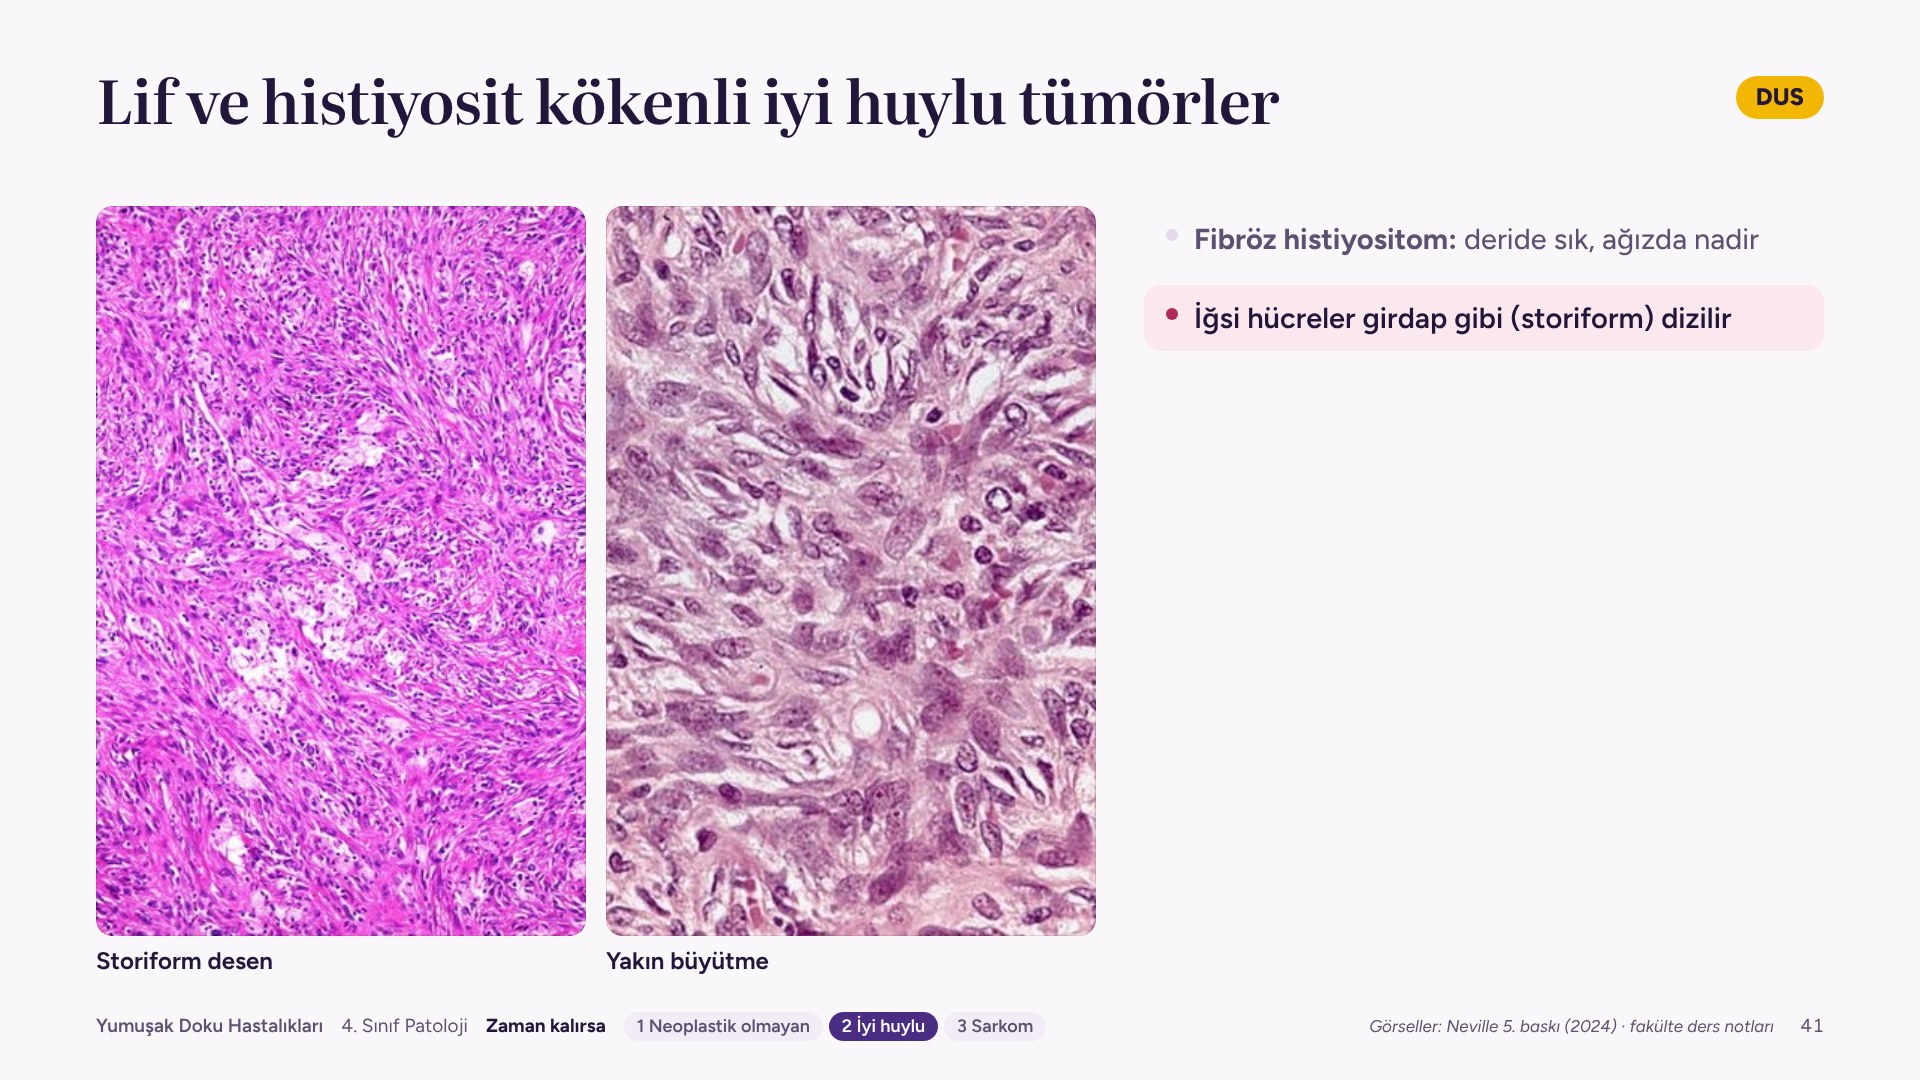 Lif ve histiyosit kökenli iyi huylu tümörler
DUS
Fibröz histiyositom: deride sık, ağızda nadir
İğsi hücreler girdap gibi (storiform) dizilir
Storiform desen
Yakın büyütme
Yumuşak Doku Hastalıkları 4. Sınıf Patoloji Zaman kalırsa 1 Neoplastik olmayan 2 İyi huylu 3 Sarkom
Görseller: Neville 5. baskı (2024) · fakülte ders notları 41